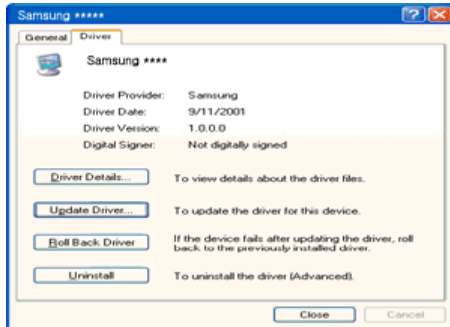 Samsung *****
General Driver
Samsung ****
Driver Provider: Samsung
Driver Date: 9/11/2001
Driver Version: 1.0.0.0
Digital Signer: Not digitally signed
Driver Details... To view details about the driver files.
Update Driver... To update the driver for this device.
Roll Back Driver If the device fails after updating the driver, roll
back to the previously installed driver.
Uninstall To uninstall the driver (Advanced).
Close Cancel